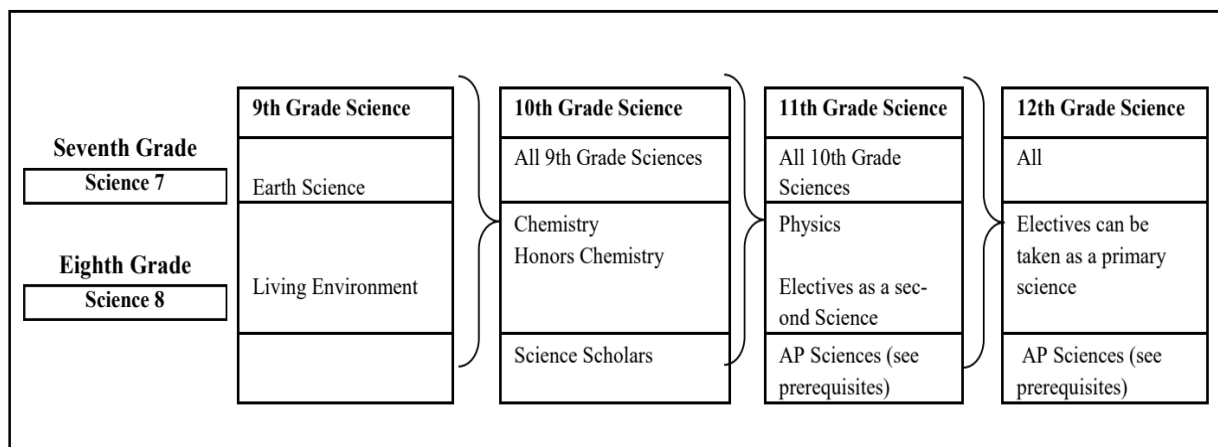 Seventh Grade
Science 7
Eighth Grade
Science 8
9th Grade Science
Earth Science
Living Environment
10th Grade Science
All 9th Grade Sciences
Chemistry
Honors Chemistry
Science Scholars
11th Grade Science
All 10th Grade
Sciences
Physics
Electives as a sec-
ond Science
AP Sciences (see
prerequisites)
12th Grade Science
All
Electives can be
taken as a primary
science
AP Sciences (see
prerequisites)